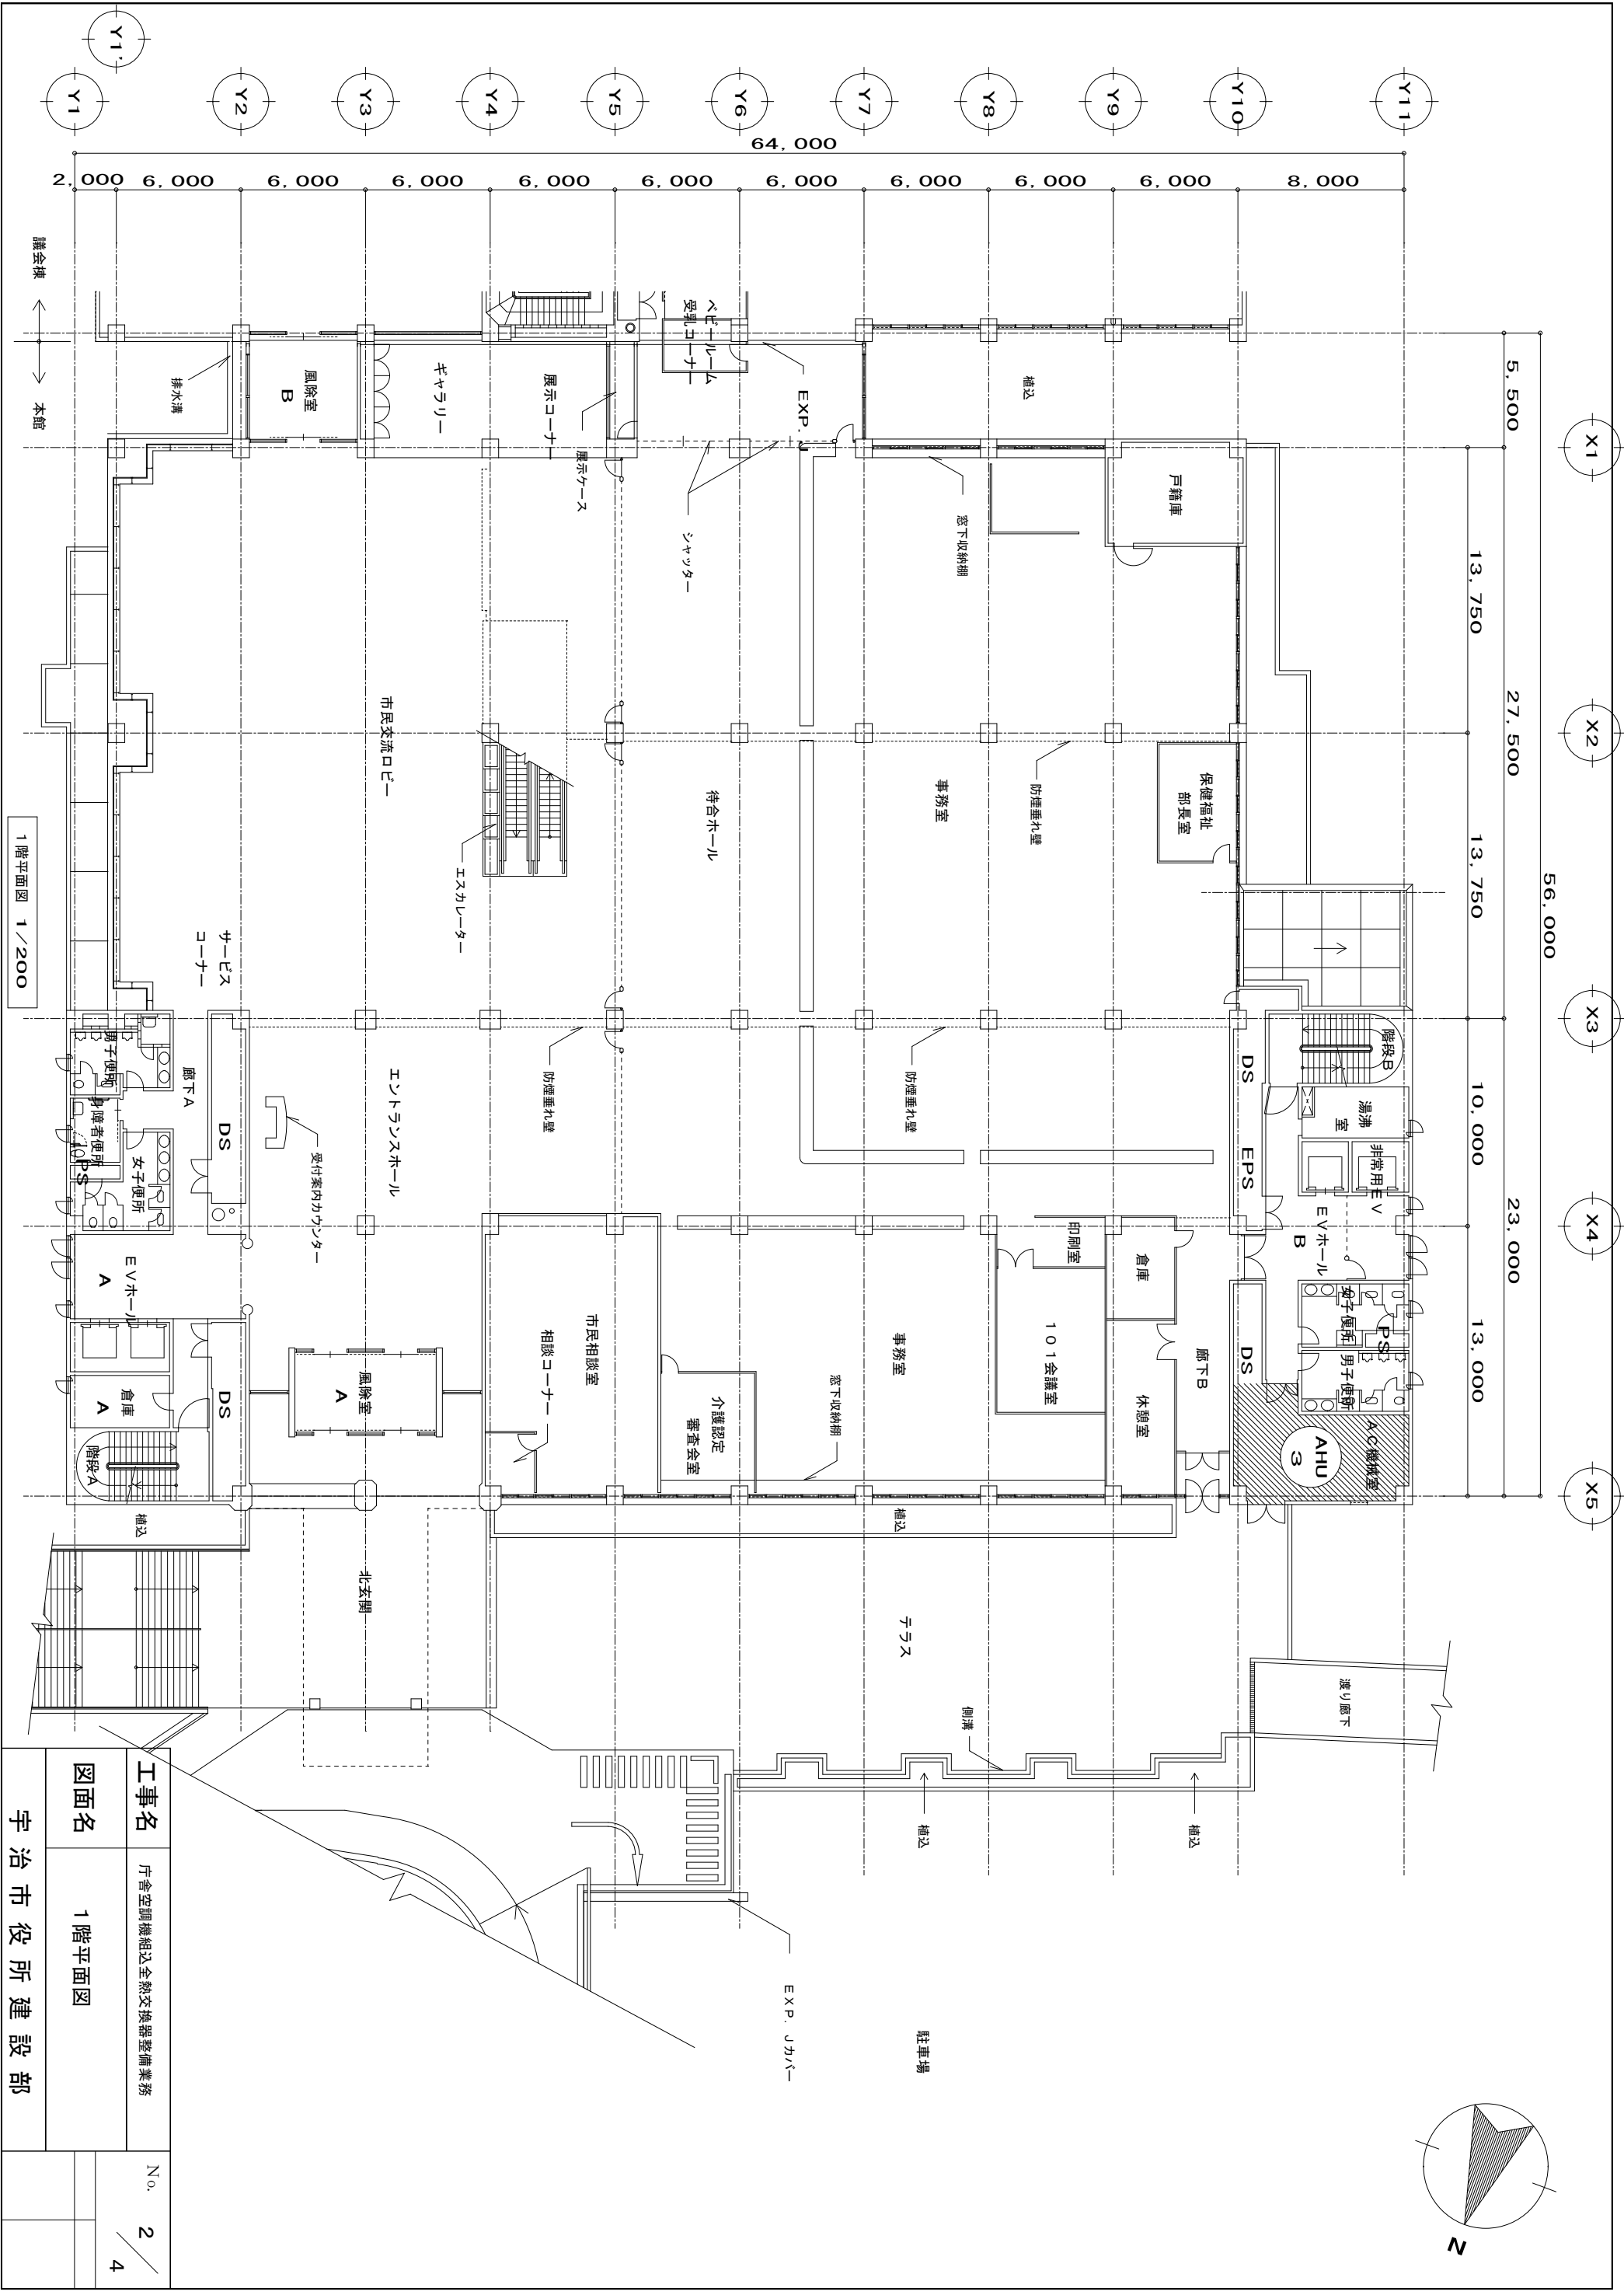 Y1'
Y1
Y2
Y3
Y4
Y5
Y6
Y7
Y8
Y9
Y10
Y11
64,000
2,000
6,000
6,000
6,000
6,000
6,000
6,000
6,000
6,000
6,000
8,000
X1
X2
X3
X4
X5
56,000
5,500
27,500
23,000
13,750
13,750
10,000
13,000
議会棟
本館
排水溝
風除室
B
ギャラリー
展示コーナー
展示ケース
ベビールーム
受乳コーナー
EXP.
J
シャッター
植込
窓下収納棚
戸籍庫
市民交流ロビー
エスカレーター
待合ホール
事務室
防煙垂れ壁
保健福祉
部長室
サービス
コーナー
1階平面図 1/200
男子便所
廊下A
身障者便所
PS
女子便所
DS
受付案内カウンター
エントランスホール
防煙垂れ壁
防煙垂れ壁
DS
EPS
階段B
湯沸
室
非常用EV
EVホール
B
EVホール
A
倉庫
A
DS
階段A
風除室
A
市民相談室
相談コーナー
介護認定
審査会室
事務室
窓下収納棚
印刷室
101会議室
倉庫
休憩室
廊下B
DS
女子便所
PS
男子便所
AC機械室
AHU
3
植込
植込
北玄関
テラス
側溝
渡り廊下
植込
植込
EXP. Jカバー
駐車場
N
工事名
庁舎空調機組込全熱交換器整備業務
図面名
1階平面図
宇治市役所建設部
No.
2/4